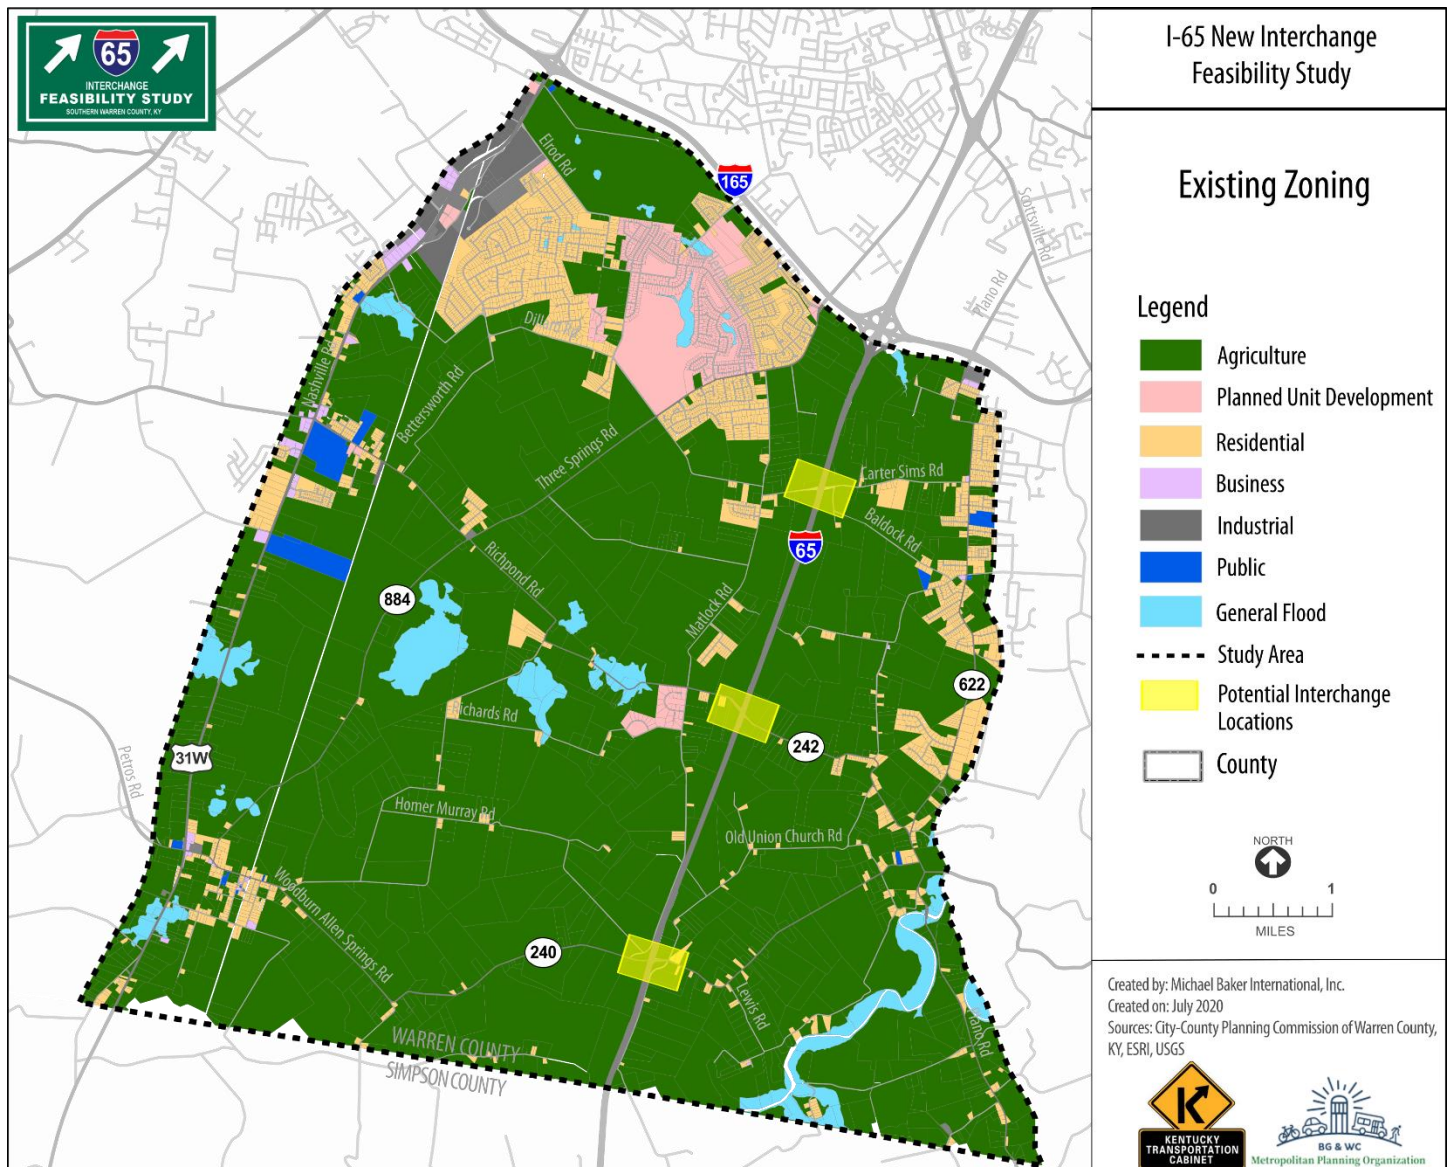 65
INTERCHANGE
FEASIBILITY STUDY
SOUTHERN WARREN COUNTY, KY
I-65 New Interchange
Feasibility Study
Existing Zoning
Legend
Agriculture
Planned Unit Development
Residential
Business
Industrial
Public
General Flood
Study Area
Potential Interchange
Locations
County
NORTH
0 1
MILES
Created by: Michael Baker International, Inc.
Created on: July 2020
Sources: City-County Planning Commission of Warren County,
KY, ESRI, USGS
KENTUCKY
TRANSPORTATION
CABINET
BG & WC
Metropolitan Planning Organization
Elrod Rd
165
Scottsville Rd
Plano Rd
Nashville Rd
Bettersworth Rd
Three Springs Rd
Carter Sims Rd
Baldock Rd
65
Richpond Rd
884
Matlock Rd
622
Richards Rd
242
31W
Petros Rd
Homer Murray Rd
Old Union Church Rd
Woodburn Allen Springs Rd
240
Lewis Rd
Plano Rd
WARREN COUNTY
SIMPSON COUNTY